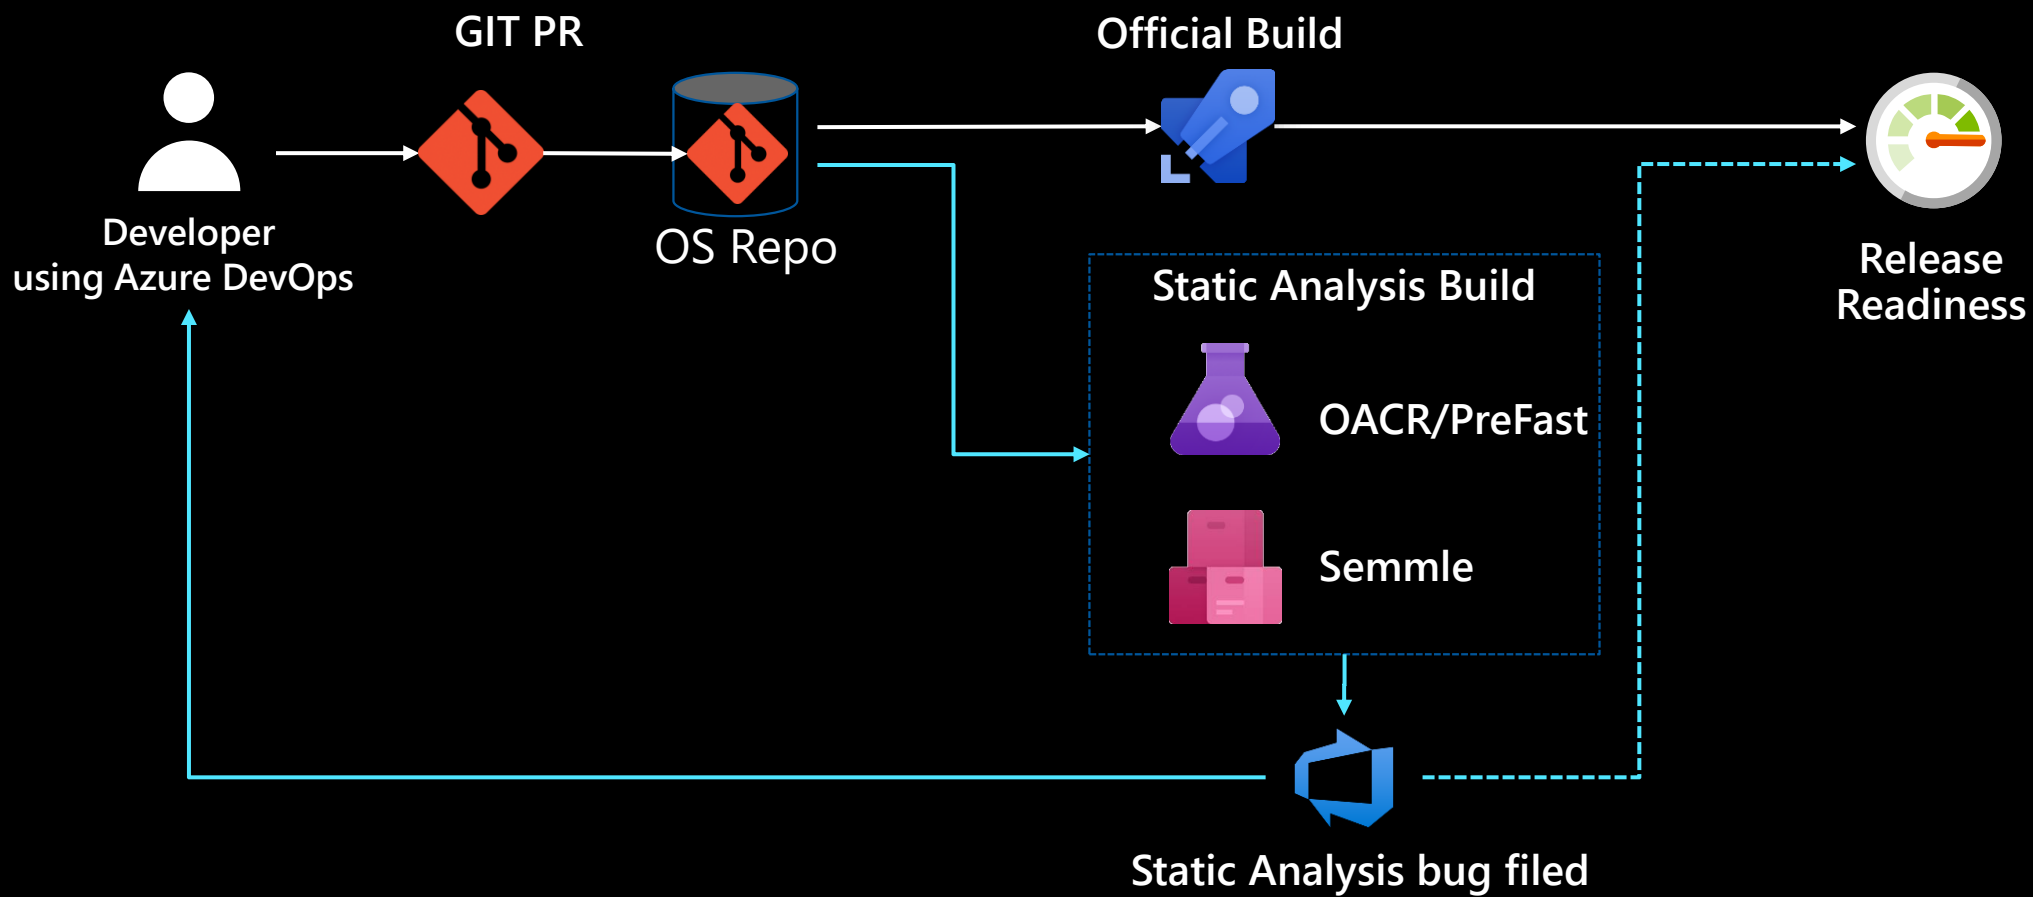 GIT PR
Official Build
Developer
using Azure DevOps
OS Repo
Release
Readiness
Static Analysis Build
OACR/PreFast
Semmle
Static Analysis bug filed